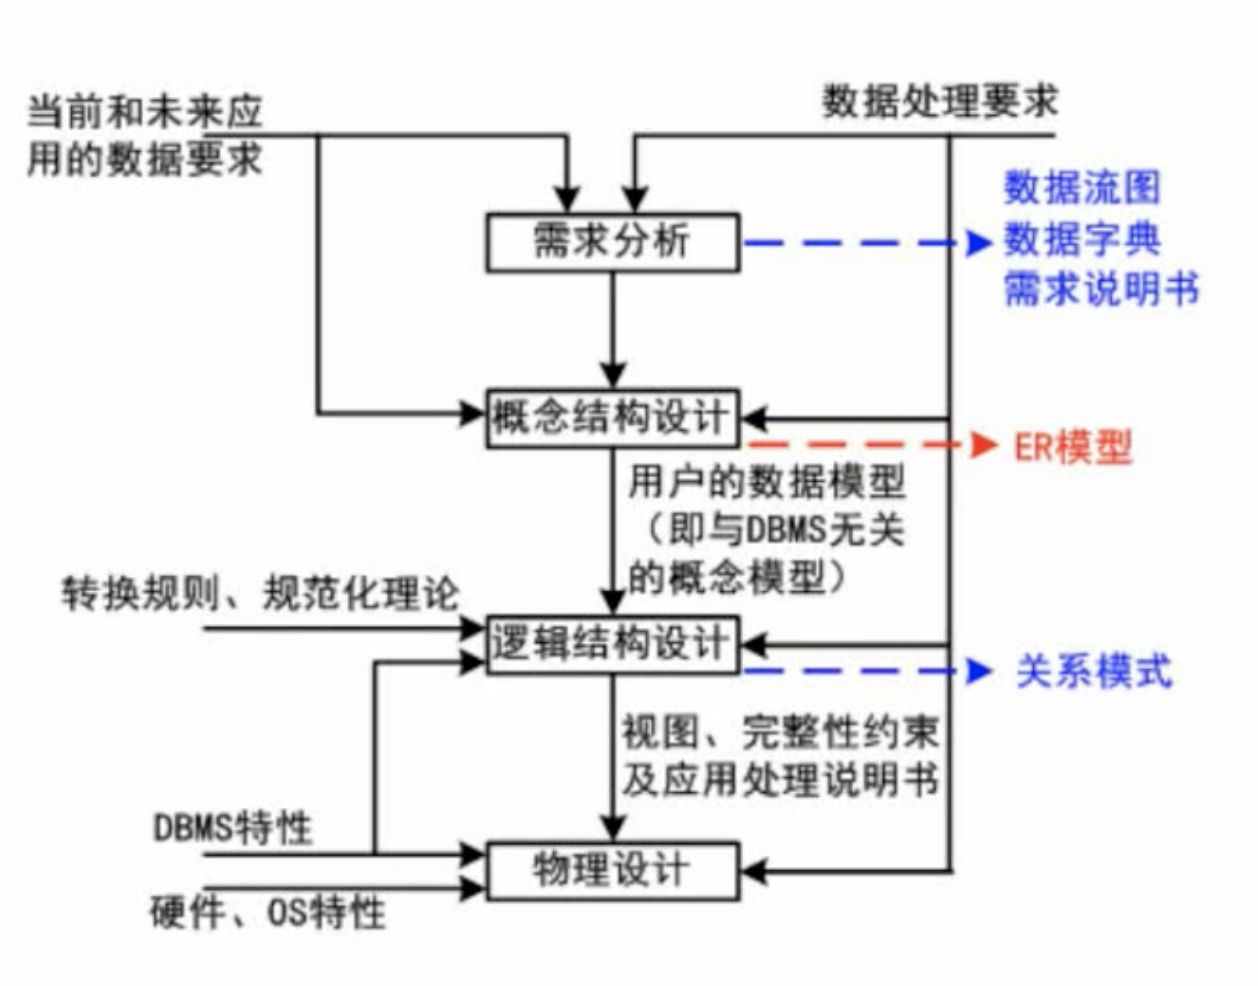 当前和未来应
用的数据要求
数据处理要求
数据流图
需求分析
数据字典
需求说明书
概念结构设计
ER模型
用户的数据模型
（即与DBMS无关
的概念模型）
转换规则、规范化理论
逻辑结构设计
关系模式
视图、完整性约束
及应用处理说明书
DBMS特性
物理设计
硬件、OS特性